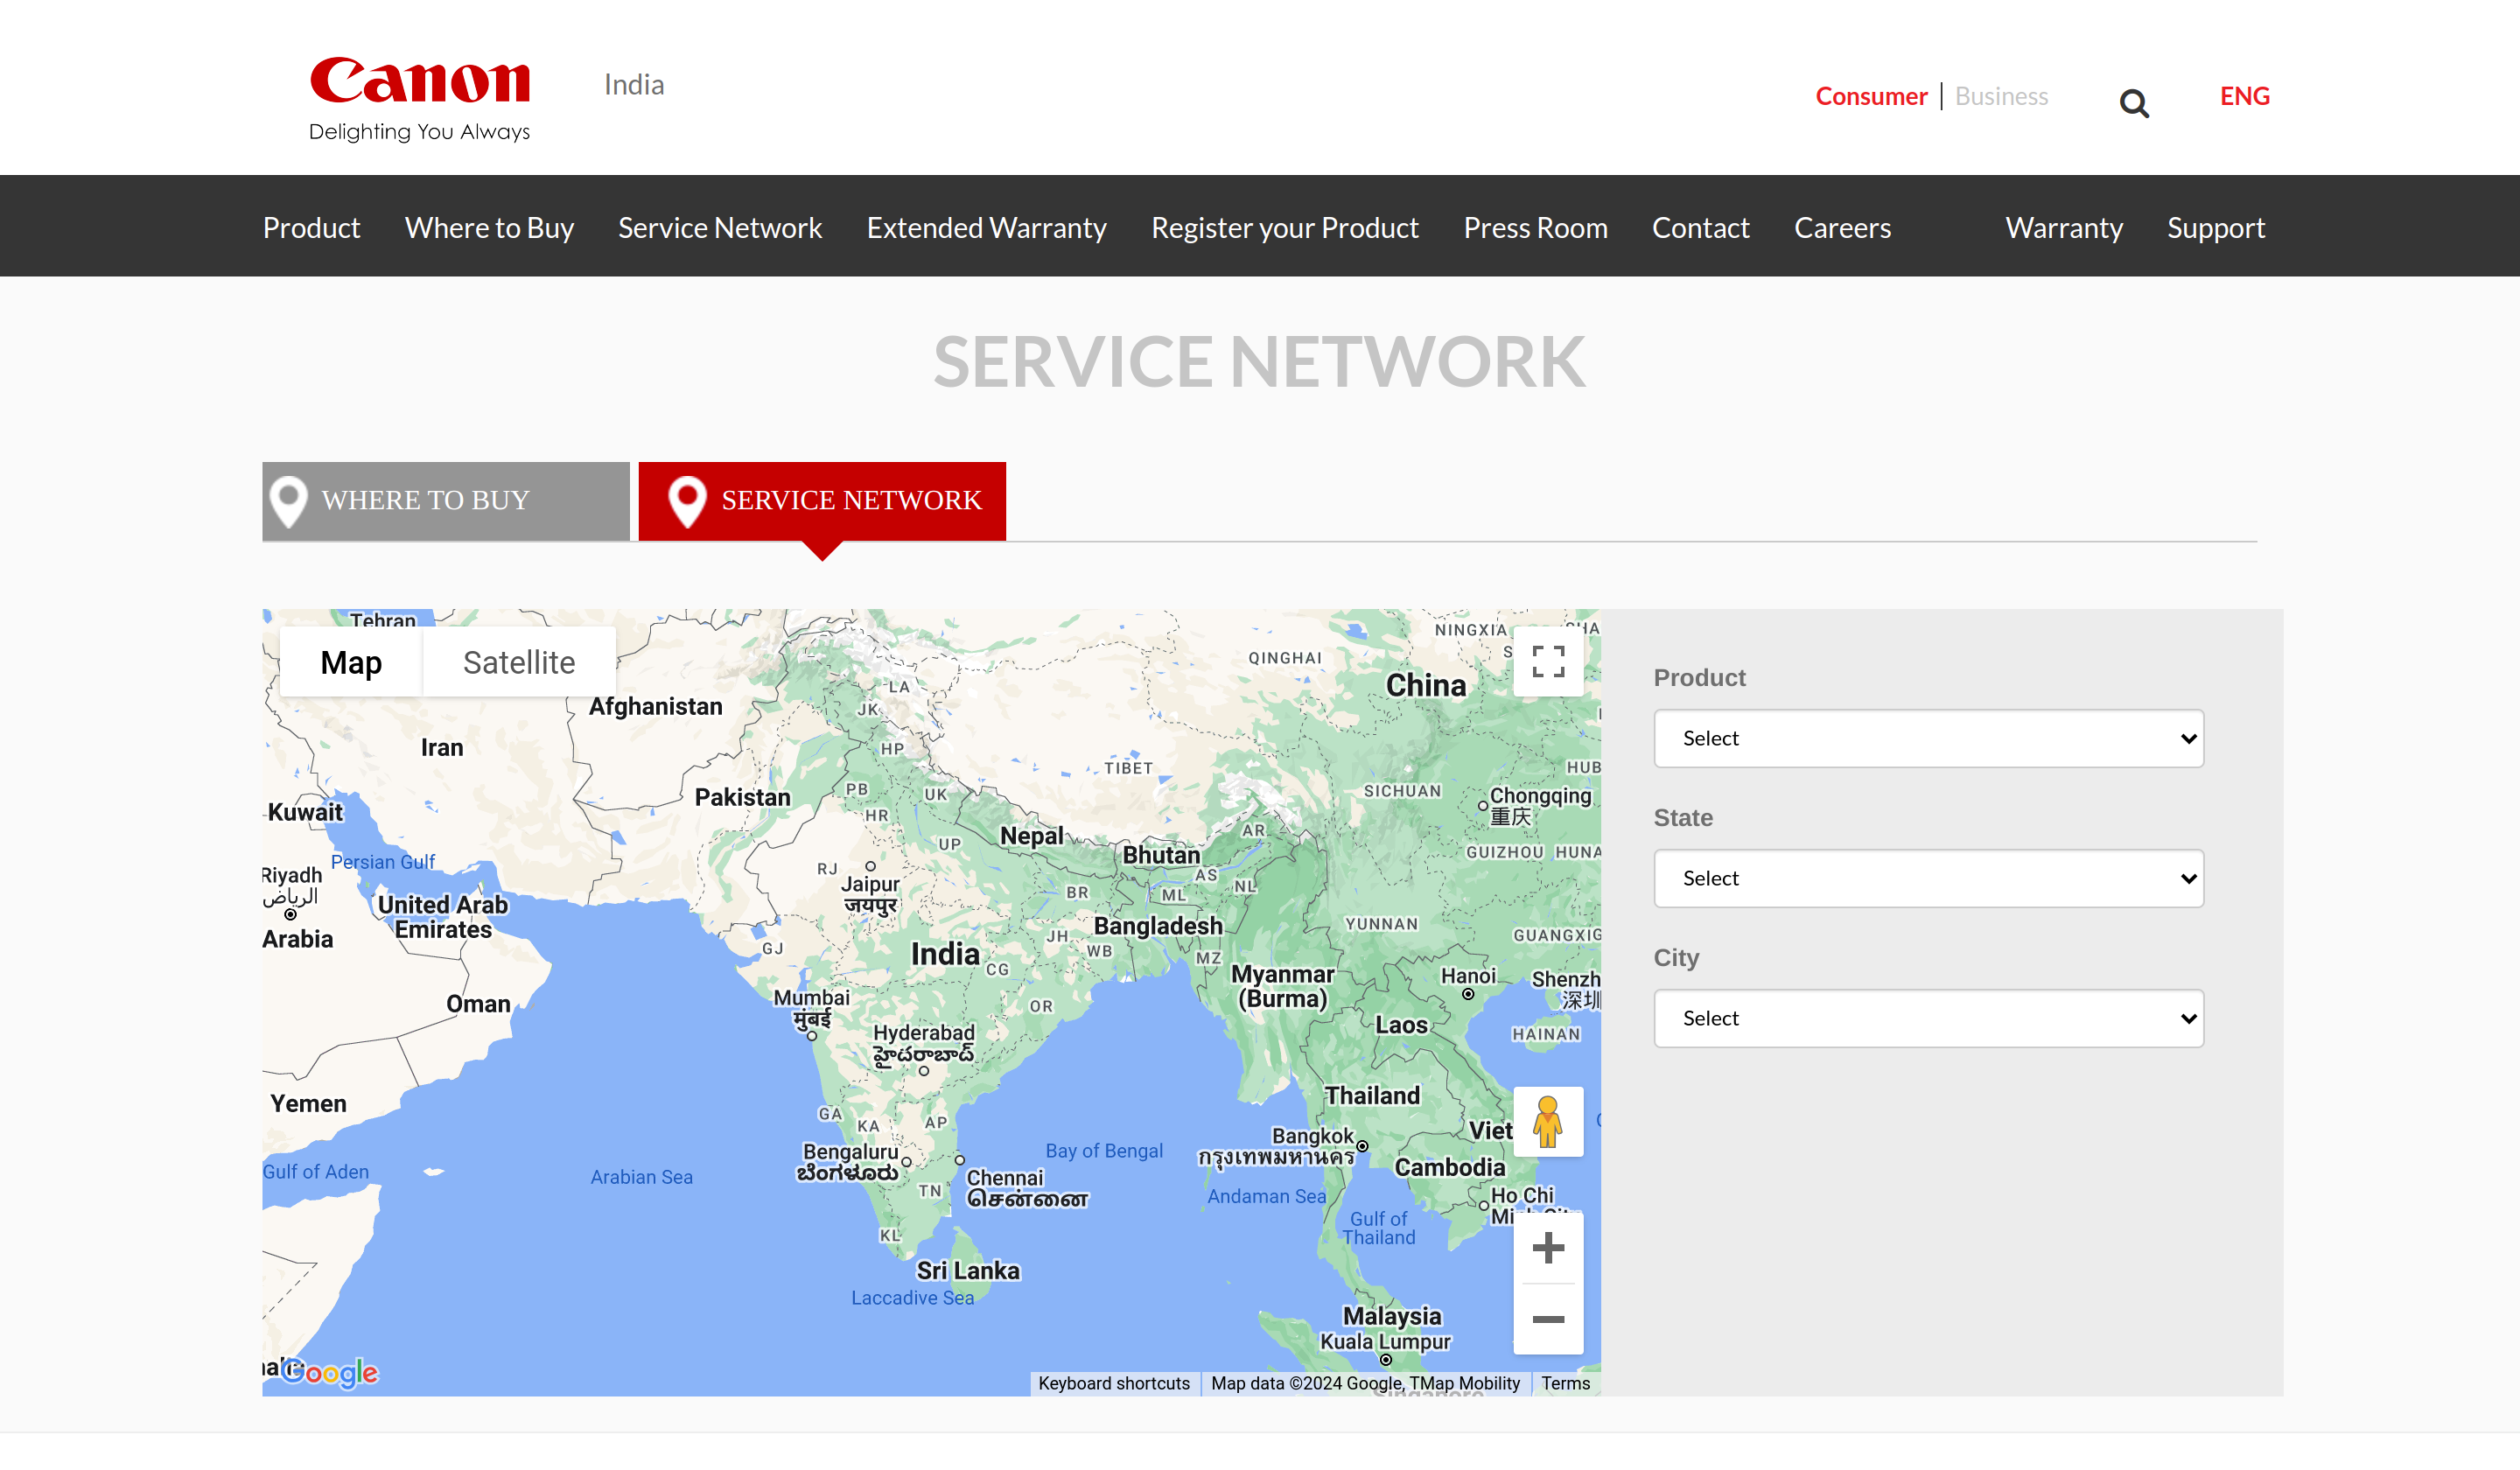 Canon
Delighting You Always
India
Consumer
Business
ENG
Product
Where to Buy
Service Network
Extended Warranty
Register your Product
Press Room
Contact
Careers
Warranty
Support
SERVICE NETWORK
WHERE TO BUY
SERVICE NETWORK
Tehran
Map
Satellite
NINGXIA
QINGHAI
China
LA
JK
Afghanistan
Iran
HP
TIBET
HUB
Pakistan
PB
UK
SICHUAN
Chongqing
重庆
Kuwait
HR
Nepal
AR
UP
GUIZHOU
HUNA
Persian Gulf
Bhutan
RJ
Jaipur
जयपुर
Riyadh
الرياض
AS
NL
BR
ML
United Arab
Emirates
Bangladesh
YUNNAN
Arabia
GJ
India
JH
WB
GUANGXI
CG
MZ
Myanmar
(Burma)
Hanoi
Shenzh
深圳
Mumbai
मुंबई
Oman
OR
Laos
HAINAN
Hyderabad
హైదరాబాద్
Yemen
Thailand
GA
KA
AP
Viet
Bengaluru
ಬೆಂಗಳೂರು
Bay of Bengal
Bangkok
กรุงเทพมหานคร
Cambodia
Gulf of Aden
Arabian Sea
Chennai
சென்னை
TN
Andaman Sea
Ho Chi
Minh City
Gulf of
Thailand
KL
Sri Lanka
Laccadive Sea
Malaysia
Kuala Lumpur
Google
Singapore
Keyboard shortcuts
Map data ©2024 Google, TMap Mobility
Terms
Product
Select
State
Select
City
Select